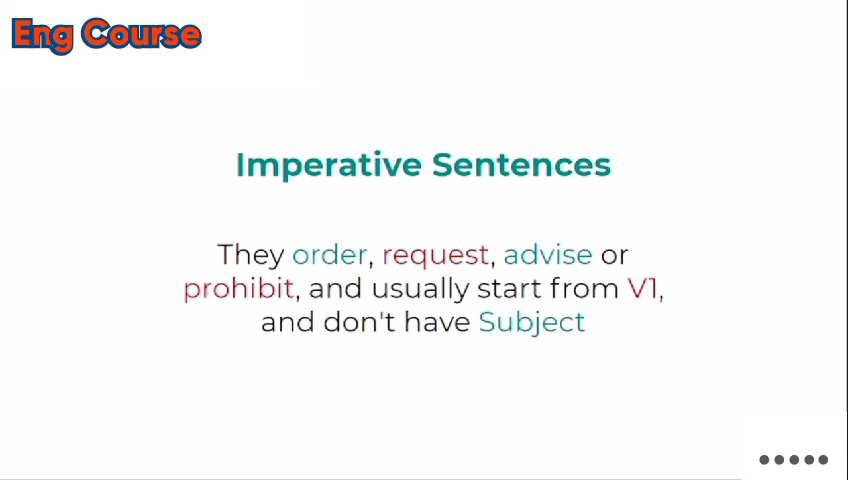 Eng Course
Imperative Sentences
They order, request, advise or
prohibit, and usually start from V1,
and don't have Subject